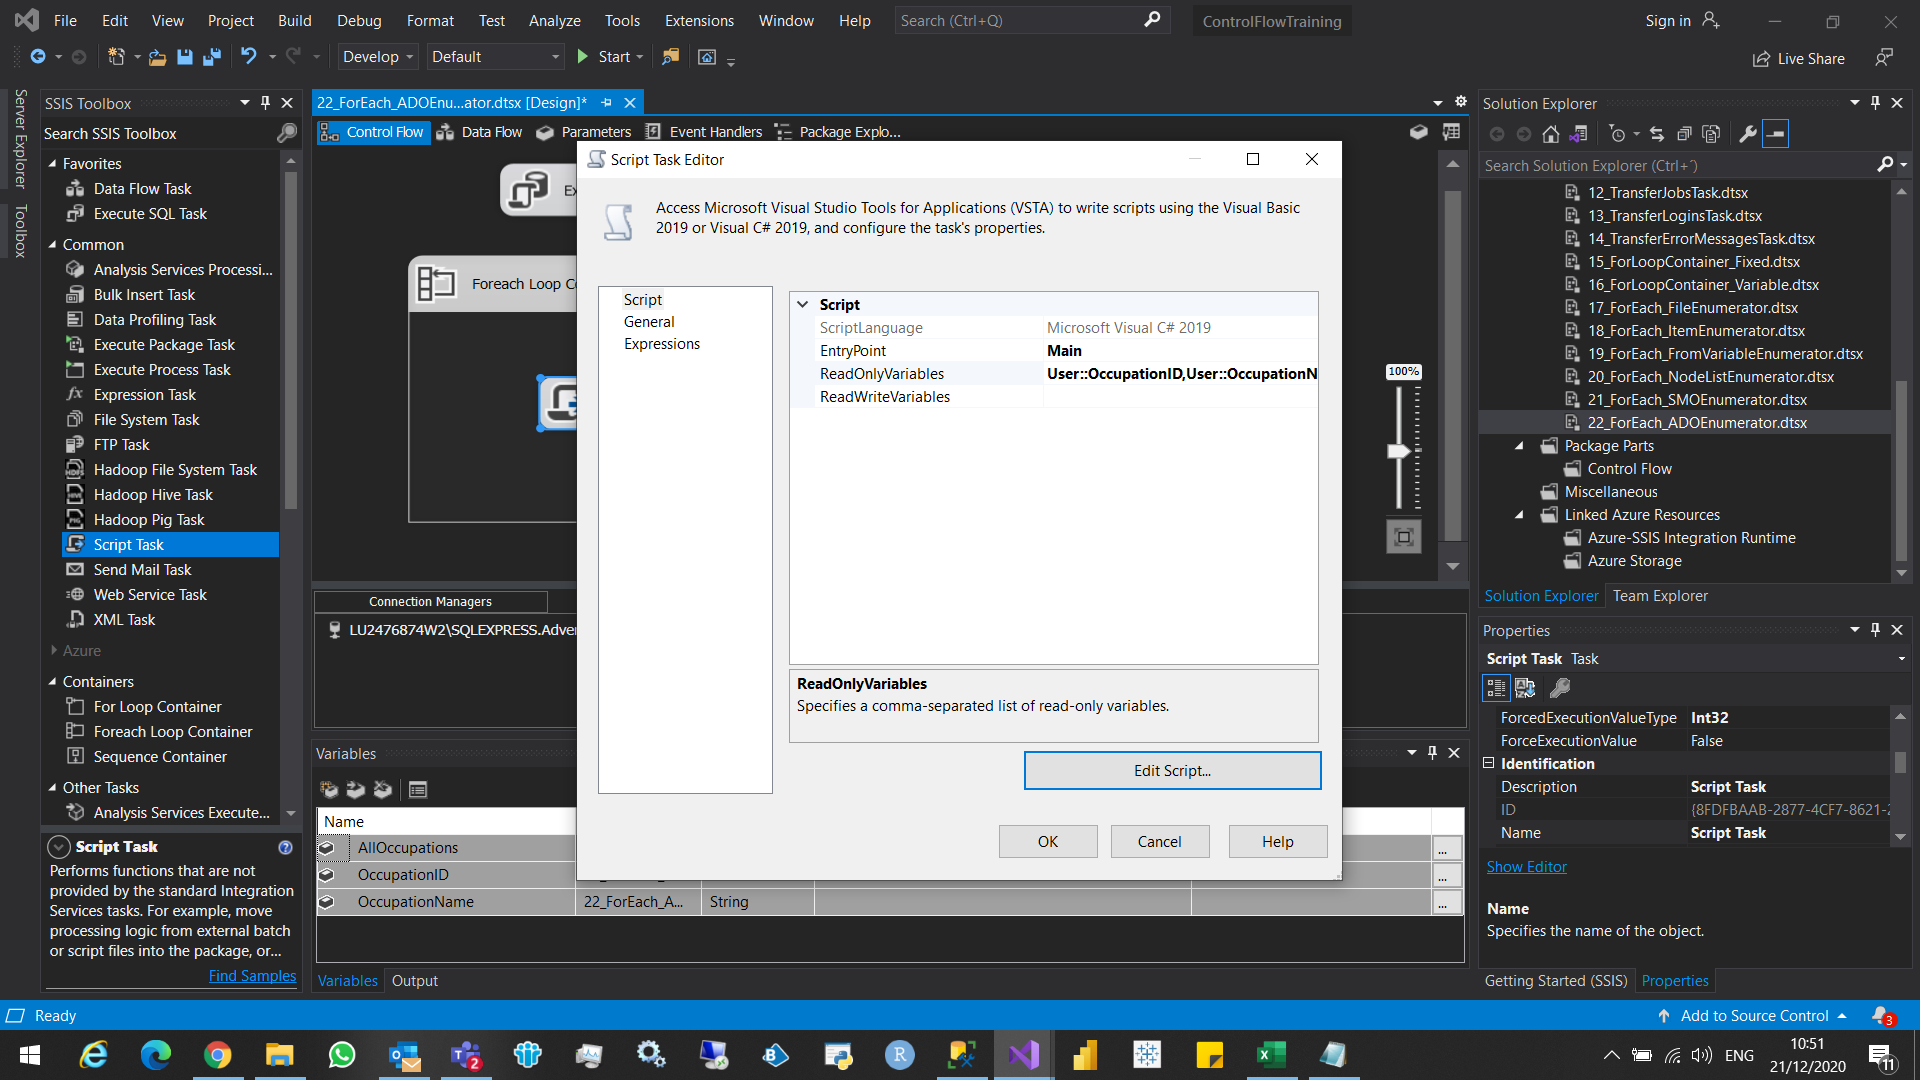 File Edit View Project Build Debug Format Test Analyze Tools Extensions Window Help Search (Ctrl+Q) ControlFlowTraining Sign in
Develop Default Start Live Share
Server Explorer
Toolbox
SSIS Toolbox
Search SSIS Toolbox
Favorites
Data Flow Task
Execute SQL Task
Common
Analysis Services Processi...
Bulk Insert Task
Data Profiling Task
Execute Package Task
Execute Process Task
Expression Task
File System Task
FTP Task
Hadoop File System Task
Hadoop Hive Task
Hadoop Pig Task
Script Task
Send Mail Task
Web Service Task
XML Task
Azure
Containers
For Loop Container
Foreach Loop Container
Sequence Container
Other Tasks
Analysis Services Execute...
Script Task
Performs functions that are not
provided by the standard Integration
Services tasks. For example, move
processing logic from external batch
or script files into the package, or...
Find Samples
22_ForEach_ADOEnu...ator.dtsx [Design]*
Control Flow Data Flow Parameters Event Handlers Package Explo...
Ex
Foreach Loop Co
100%
Connection Managers
LU2476874W2\SQLEXPRESS.Adven
Script Task Editor
Access Microsoft Visual Studio Tools for Applications (VSTA) to write scripts using the Visual Basic
2019 or Visual C# 2019, and configure the task's properties.
Script
General
Expressions
Script
ScriptLanguage Microsoft Visual C# 2019
EntryPoint Main
ReadOnlyVariables User::OccupationID,User::OccupationN
ReadWriteVariables
ReadOnlyVariables
Specifies a comma-separated list of read-only variables.
Edit Script...
OK Cancel Help
Variables
Name
AllOccupations ...
OccupationID ...
OccupationName 22_ForEach_A... String ...
Variables Output
Solution Explorer
Search Solution Explorer (Ctrl+¨)
12_TransferJobsTask.dtsx
13_TransferLoginsTask.dtsx
14_TransferErrorMessagesTask.dtsx
15_ForLoopContainer_Fixed.dtsx
16_ForLoopContainer_Variable.dtsx
17_ForEach_FileEnumerator.dtsx
18_ForEach_ItemEnumerator.dtsx
19_ForEach_FromVariableEnumerator.dtsx
20_ForEach_NodeListEnumerator.dtsx
21_ForEach_SMOEnumerator.dtsx
22_ForEach_ADOEnumerator.dtsx
Package Parts
Control Flow
Miscellaneous
Linked Azure Resources
Azure-SSIS Integration Runtime
Azure Storage
Solution Explorer Team Explorer
Properties
Script Task Task
ForcedExecutionValueType Int32
ForceExecutionValue False
Identification
Description Script Task
ID {8FDFBAAB-2877-4CF7-8621-2
Name Script Task
Show Editor
Name
Specifies the name of the object.
Getting Started (SSIS) Properties
Ready Add to Source Control 3
2 R ENG 10:51
21/12/2020 11